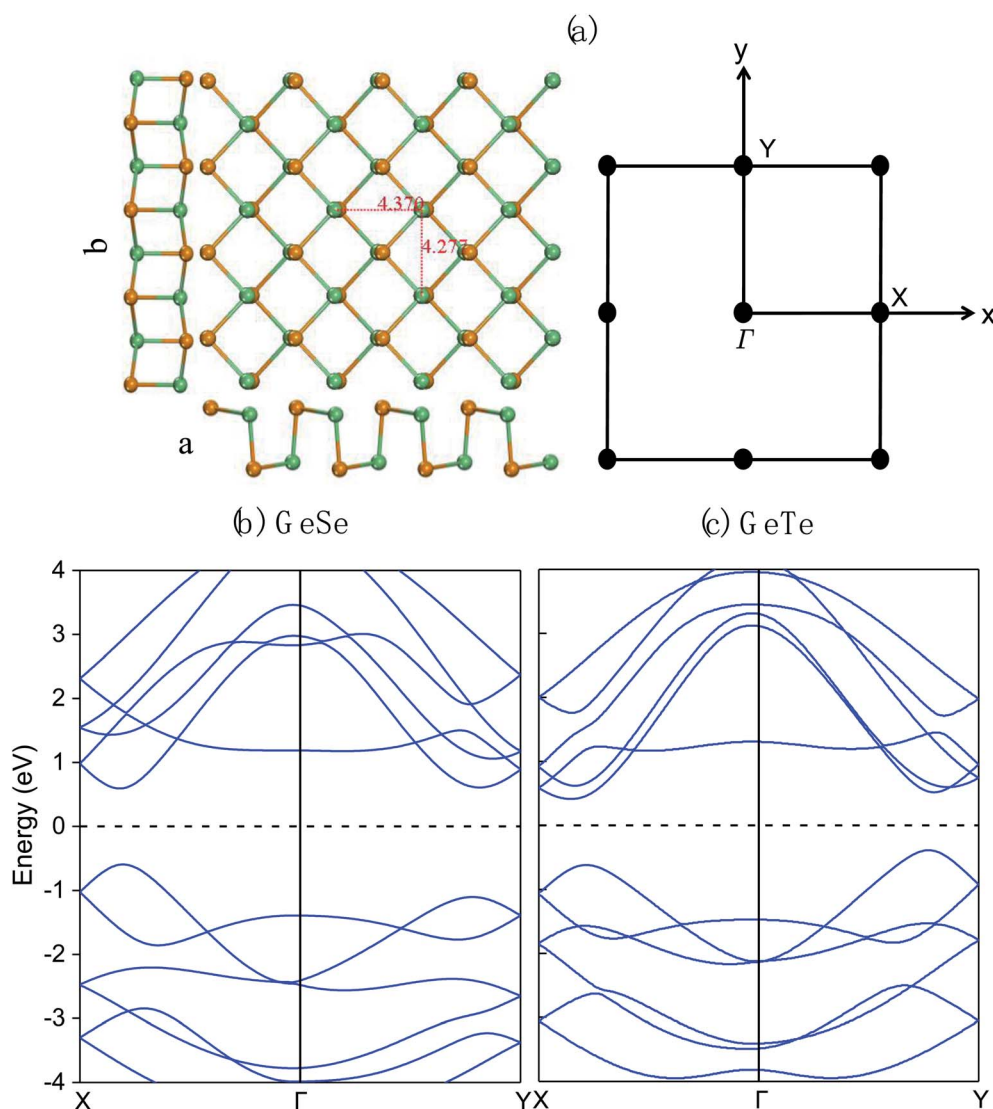 (a)
y
Y
4.370
4.277
b
X
x
Γ
a
(b) GeSe
(c) GeTe
4
3
2
1
0
-1
-2
-3
-4
Energy (eV)
X
Γ
Y
X
Γ
Y